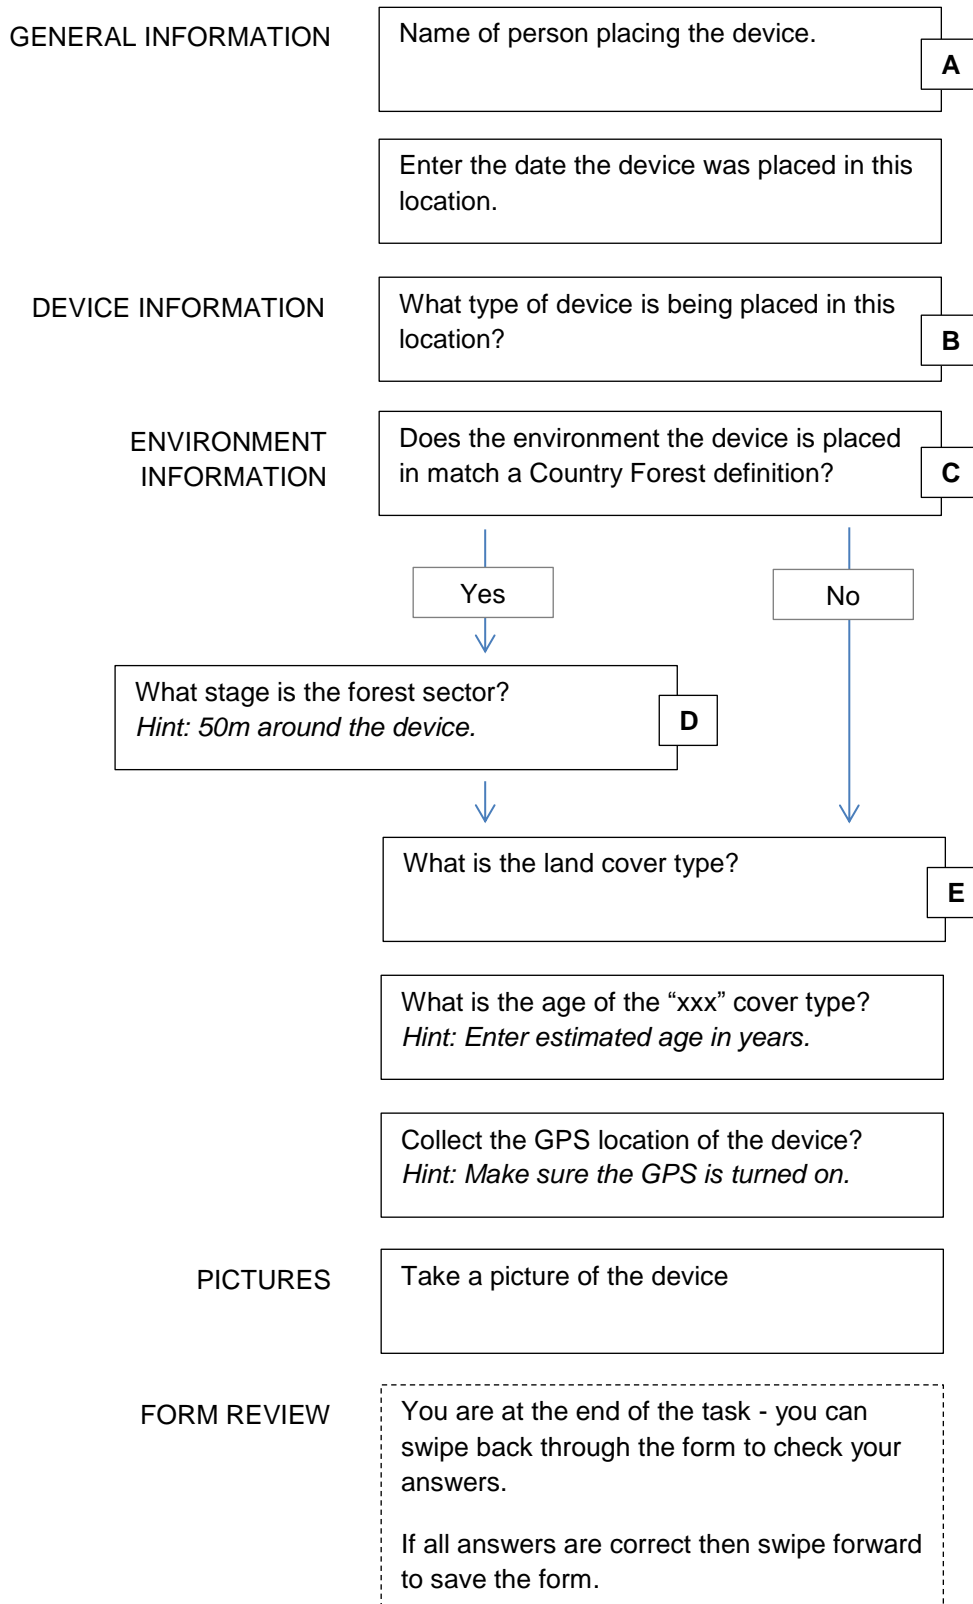 GENERAL INFORMATION
Name of person placing the device.
A
Enter the date the device was placed in this
location.
DEVICE INFORMATION
What type of device is being placed in this
location?
B
ENVIRONMENT
INFORMATION
Does the environment the device is placed
in match a Country Forest definition?
C
Yes
No
What stage is the forest sector?
Hint: 50m around the device.
D
What is the land cover type?
E
What is the age of the “xxx” cover type?
Hint: Enter estimated age in years.
Collect the GPS location of the device?
Hint: Make sure the GPS is turned on.
PICTURES
Take a picture of the device
FORM REVIEW
You are at the end of the task - you can
swipe back through the form to check your
answers.
If all answers are correct then swipe forward
to save the form.